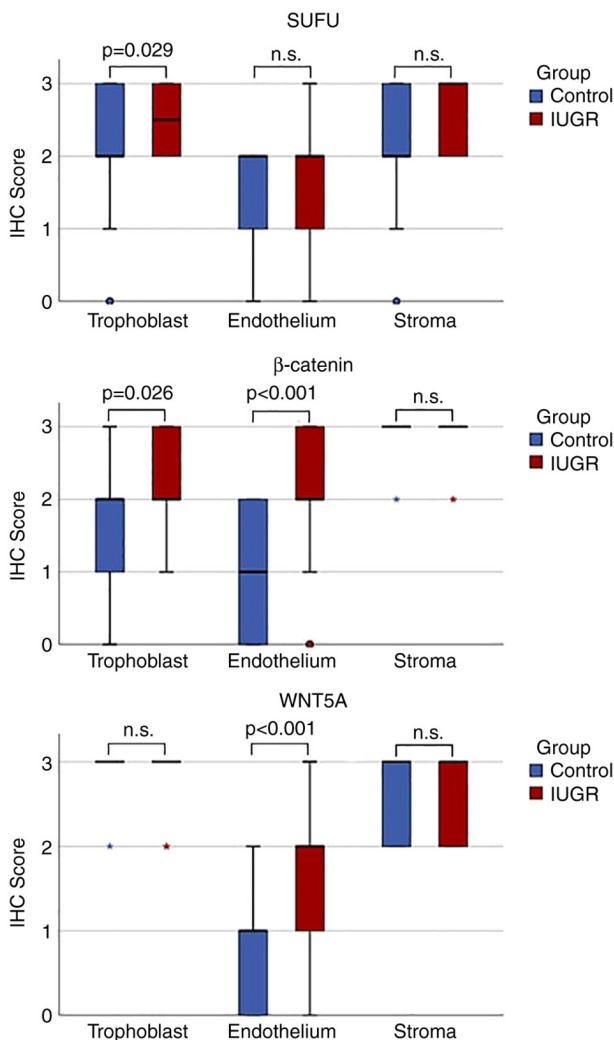 SUFU
p=0.029
n.s.
n.s.
Group
Control
IUGR
IHC Score
3
2
1
0
Trophoblast
Endothelium
Stroma
β-catenin
p=0.026
p<0.001
n.s.
Group
Control
IUGR
IHC Score
3
2
1
0
Trophoblast
Endothelium
Stroma
WNT5A
n.s.
p<0.001
n.s.
Group
Control
IUGR
IHC Score
3
2
1
0
Trophoblast
Endothelium
Stroma